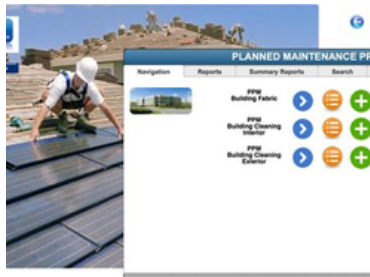 PLANNED MAINTENANCE PR
Navigation Reports Summary Reports Search
PPM
Building Fabric
PPM
Building Cleaning
Interior
PPM
Building Cleaning
Exterior